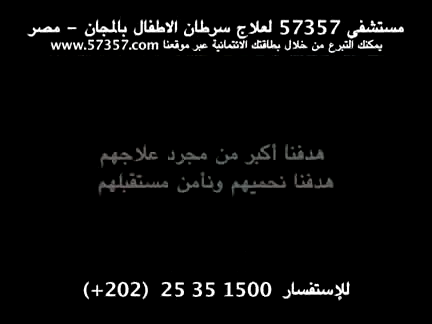 مستشفى 57357 لعلاج سرطان الاطفال بالمجان – مصر
يمكنك التبرع من خلال بطاقتك الائتمانية عبر موقعنا www.57357.com
هدفنا أكبر من مجرد علاجهم
هدفنا نحميهم ونأمن مستقبلهم
للإستفسار 1500 35 25 (202+)